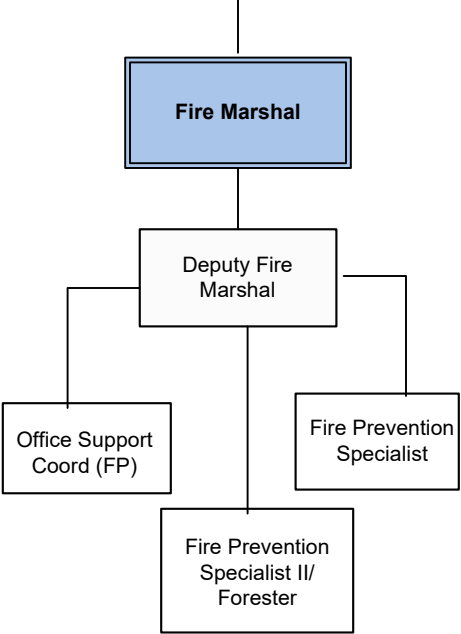 Fire Marshal
Deputy Fire
Marshal
Office Support
Coord (FP)
Fire Prevention
Specialist
Fire Prevention
Specialist II/
Forester